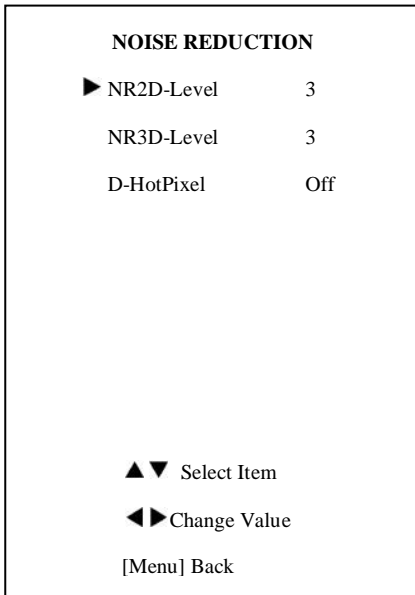 NOISE REDUCTION
▶ NR2D-Level 3
NR3D-Level 3
D-HotPixel Off
▲▼ Select Item
◀▶ Change Value
[Menu] Back